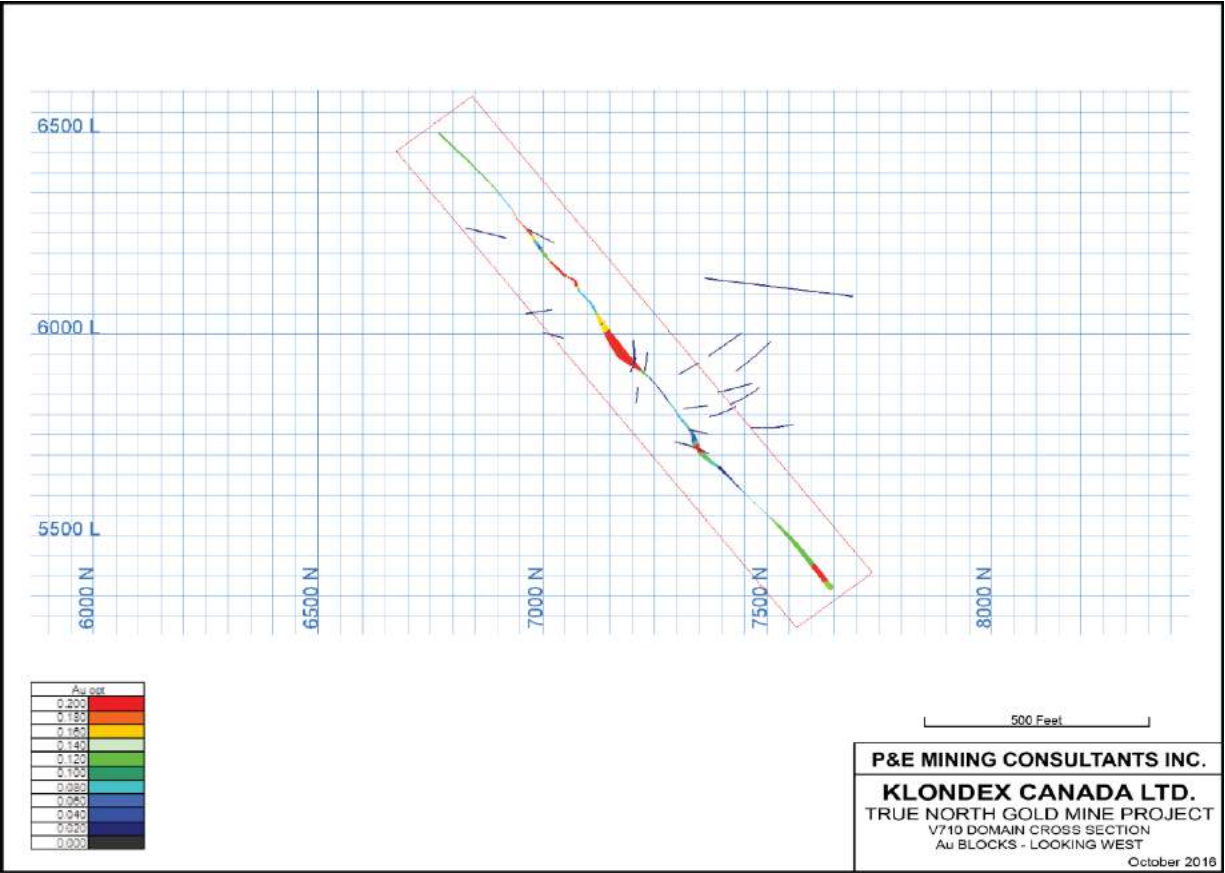 6500 L
6000 L
5500 L
6000 N
6500 N
7000 N
7500 N
8000 N
Au opt
0.200
0.180
0.160
0.140
0.120
0.100
0.080
0.060
0.040
0.020
0.000
500 Feet
P&E MINING CONSULTANTS INC.
KLONDEX CANADA LTD.
TRUE NORTH GOLD MINE PROJECT
V710 DOMAIN CROSS SECTION
Au BLOCKS - LOOKING WEST
October 2016